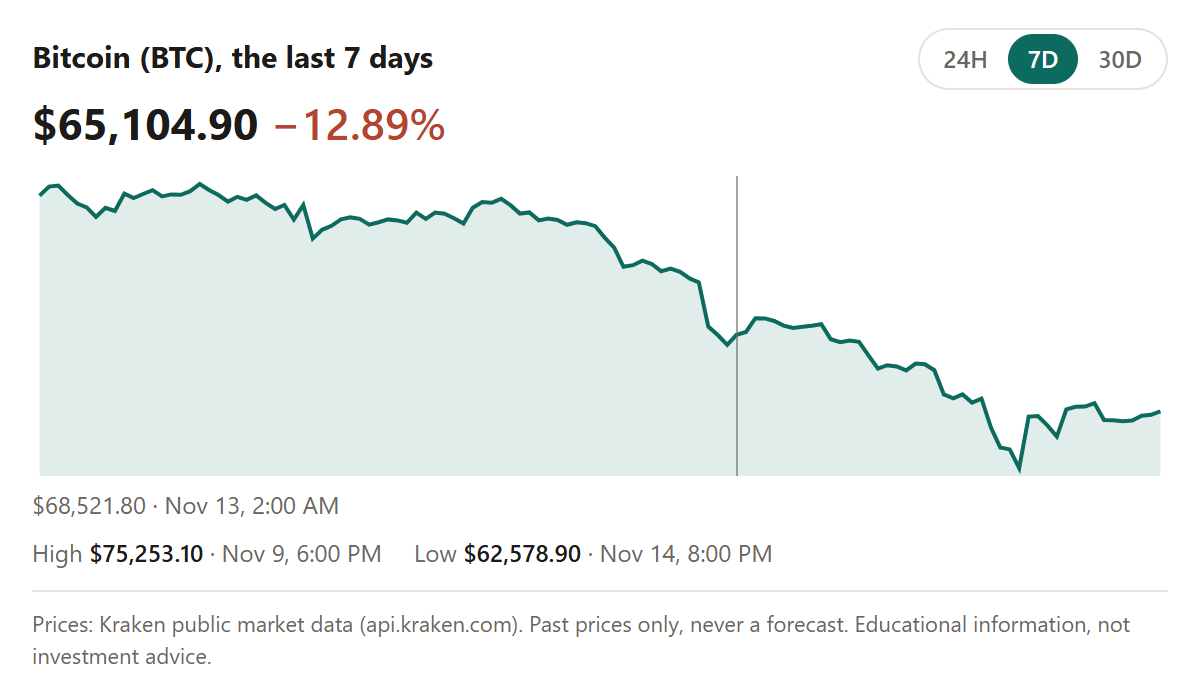 Bitcoin (BTC), the last 7 days
24H 7D 30D
$65,104.90 −12.89%
$68,521.80 · Nov 13, 2:00 AM
High $75,253.10 · Nov 9, 6:00 PM Low $62,578.90 · Nov 14, 8:00 PM
Prices: Kraken public market data (api.kraken.com). Past prices only, never a forecast. Educational information, not
investment advice.